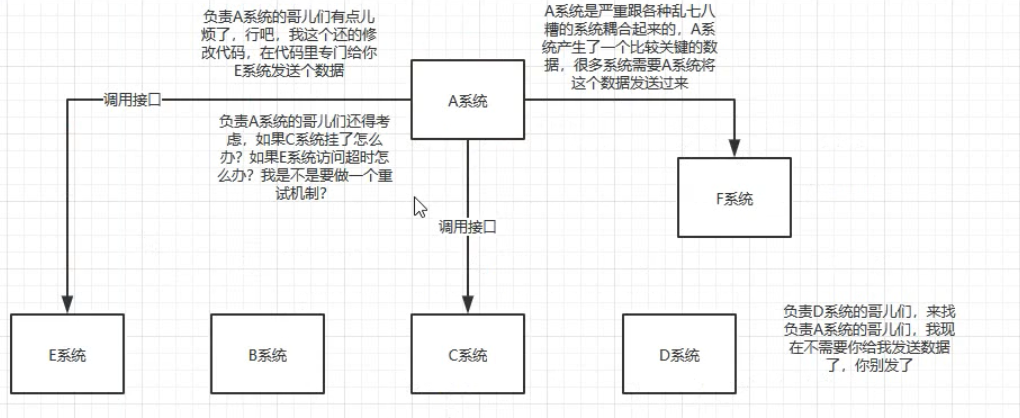 负责A系统的哥儿们有点儿
烦了，行吧，我这个还的修
改代码，在代码里专门给你
E系统发送个数据
A系统是严重跟各种乱七八
糟的系统耦合起来的，A系
统产生了一个比较关键的数
据，很多系统需要A系统将
这个数据发送过来
调用接口
A系统
负责A系统的哥儿们还得考
虑，如果C系统挂了怎么
办？如果E系统访问超时怎
么办？我是不是要做一个重
试机制？
F系统
调用接口
负责D系统的哥儿们，来找
负责A系统的哥儿们，我现
在不需要你给我发送数据
了，你别发了
E系统
B系统
C系统
D系统